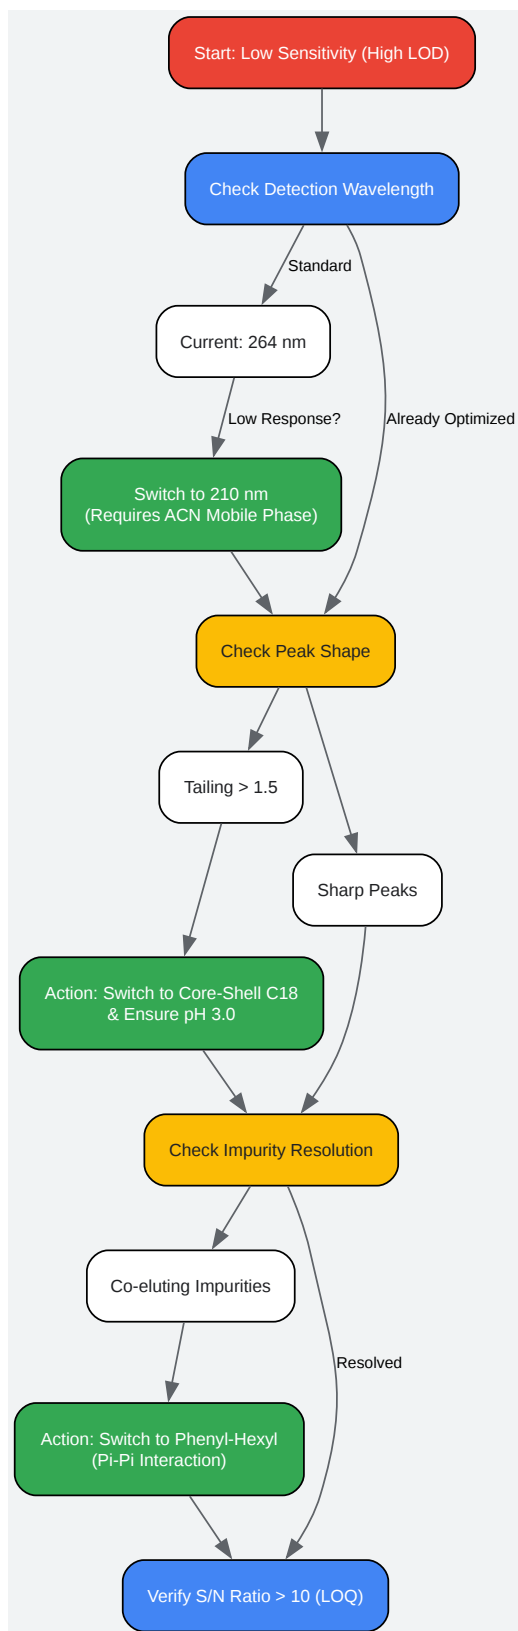 Start: Low Sensitivity (High LOD)
Check Detection Wavelength
Standard
Current: 264 nm
Low Response?
Already Optimized
Switch to 210 nm
(Requires ACN Mobile Phase)
Check Peak Shape
Tailing > 1.5
Sharp Peaks
Action: Switch to Core-Shell C18
& Ensure pH 3.0
Check Impurity Resolution
Co-eluting Impurities
Resolved
Action: Switch to Phenyl-Hexyl
(Pi-Pi Interaction)
Verify S/N Ratio > 10 (LOQ)